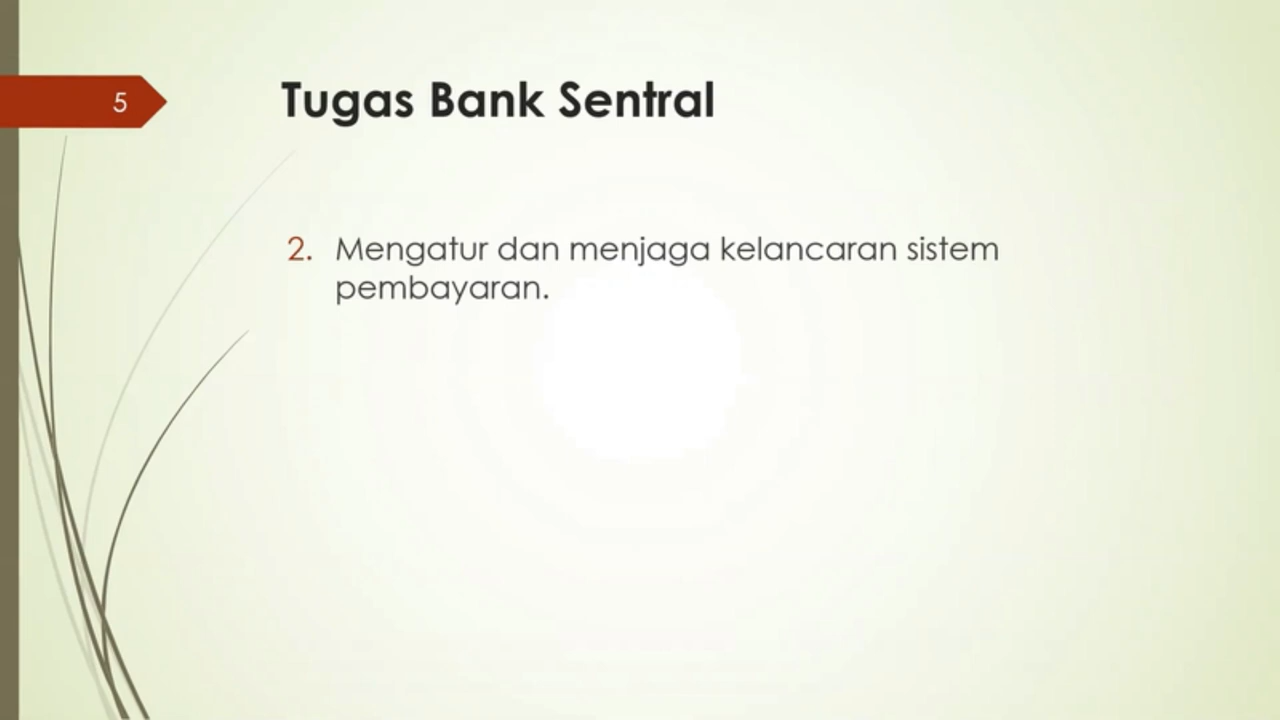 5
Tugas Bank Sentral
2. Mengatur dan menjaga kelancaran sistem
pembayaran.